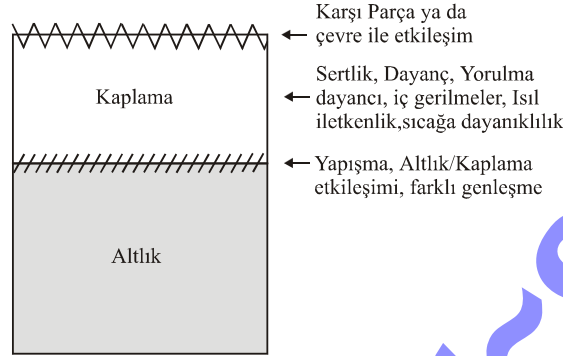 Karşı Parça ya da
çevre ile etkileşim
Kaplama
Sertlik, Dayanç, Yorulma
dayancı, iç gerilmeler, Isıl
iletkenlik,sıcağa dayanıklılık
Yapışma, Altlık/Kaplama
etkileşimi, farklı genleşme
Altlık